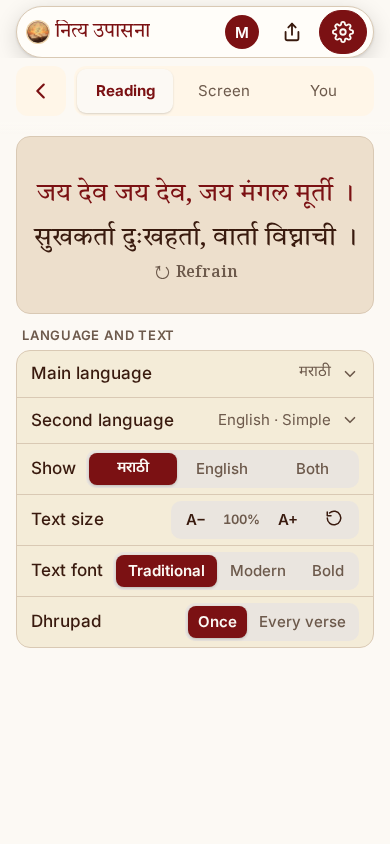 नित्य उपासना M
Reading Screen You
जय देव जय देव, जय मंगल मूर्ती ।
सुखकर्ता दुःखहर्ता, वार्ता विघ्नाची ।
Refrain
LANGUAGE AND TEXT
Main language मराठी
Second language English · Simple
Show मराठी English Both
Text size A− 100% A+
Text font Traditional Modern Bold
Dhrupad Once Every verse